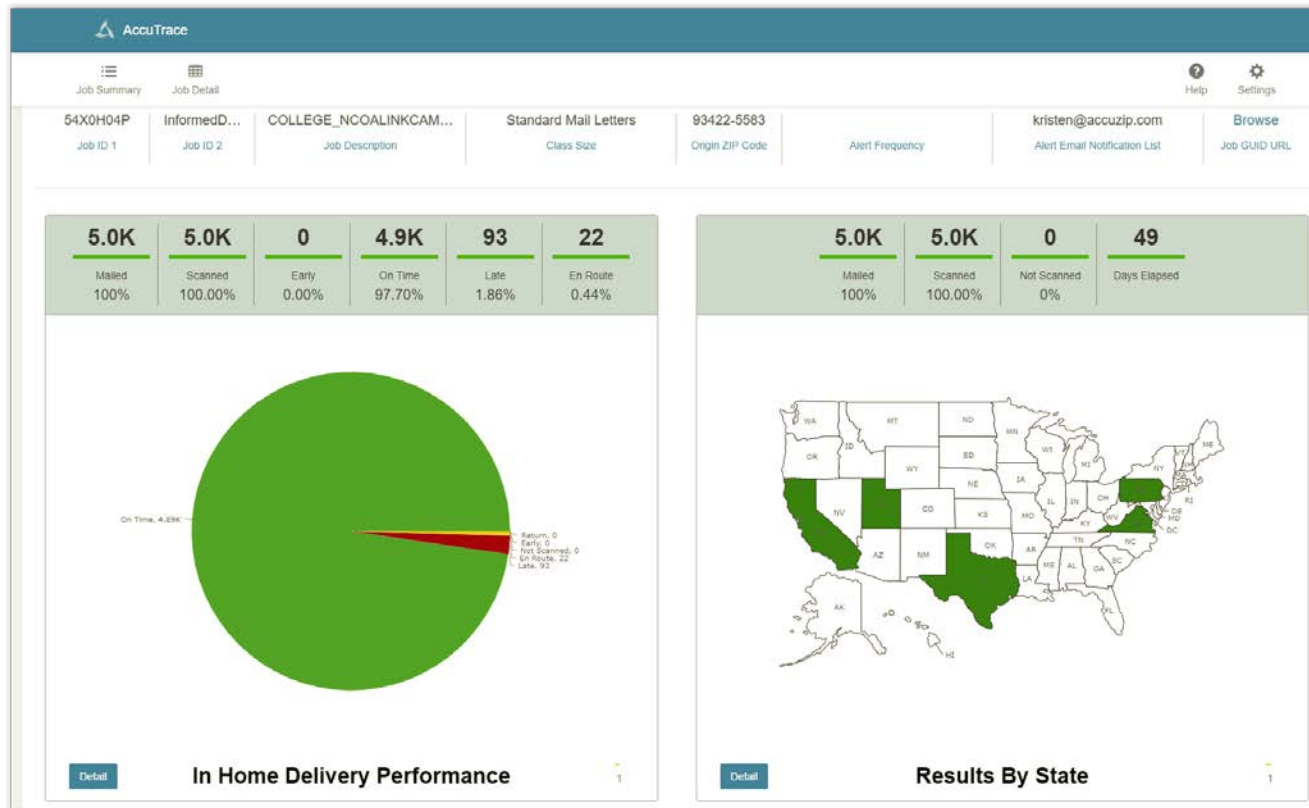 AccuTrace
Job Summary Job Detail Help Settings
54X0H04P InformedD... COLLEGE_NCOALINKCAM... Standard Mail Letters 93422-5583 kristen@accuzip.com Browse
Job ID 1 Job ID 2 Job Description Class Size Origin ZIP Code Alert Frequency Alert Email Notification List Job GUID URL
5.0K 5.0K 0 4.9K 93 22
Mailed Scanned Early On Time Late En Route
100% 100.00% 0.00% 97.70% 1.86% 0.44%
On Time, 4.89K
Return, 0
Early, 0
Not Scanned, 0
En Route, 22
Late, 93
Detail In Home Delivery Performance 1
5.0K 5.0K 0 49
Mailed Scanned Not Scanned Days Elapsed
100% 100.00% 0%
WA MT ND MN ME
OR ID WY SD WI MI NY VT NH
MA
RI
NV CO NE IA IL IN OH
KS MO KY WV
DE
MD
DC
AZ NM OK AR TN NC
SC
LA MS AL GA
FL
AK
HI
Detail Results By State 1